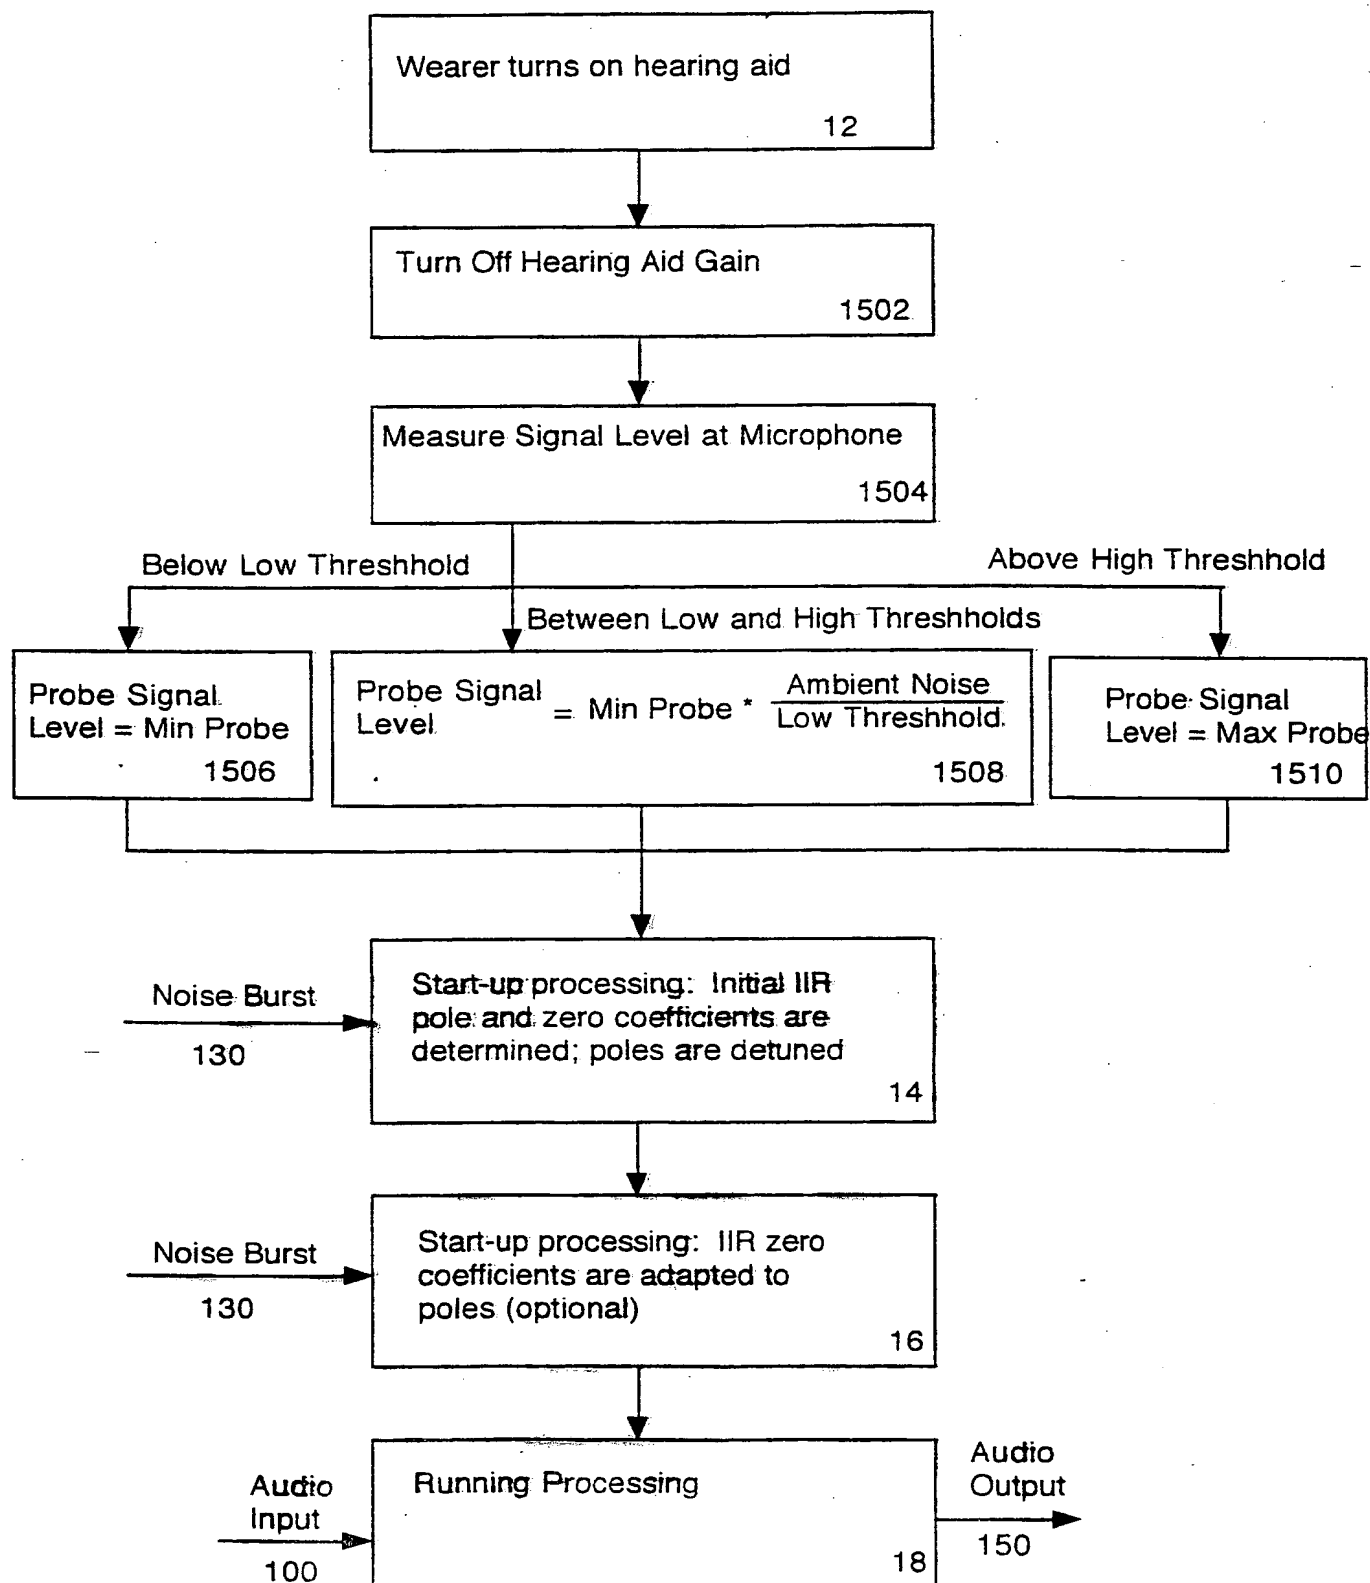 Wearer turns on hearing aid
12
Turn Off Hearing Aid Gain
1502
Measure Signal Level at Microphone
1504
Below Low Threshhold
Above High Threshold
Between Low and High Threshholds
Probe Signal
Level = Min Probe
1506
Probe Signal
Level
= Min Probe *
Ambient Noise
Low Threshhold
1508
Probe Signal
Level = Max Probe
1510
Noise Burst
130
Start-up processing: Initial IIR
pole and zero coefficients are
determined; poles are detuned
14
Noise Burst
130
Start-up processing: IIR zero
coefficients are adapted to
poles (optional)
16
Audio
Input
100
Running Processing
18
Audio
Output
150